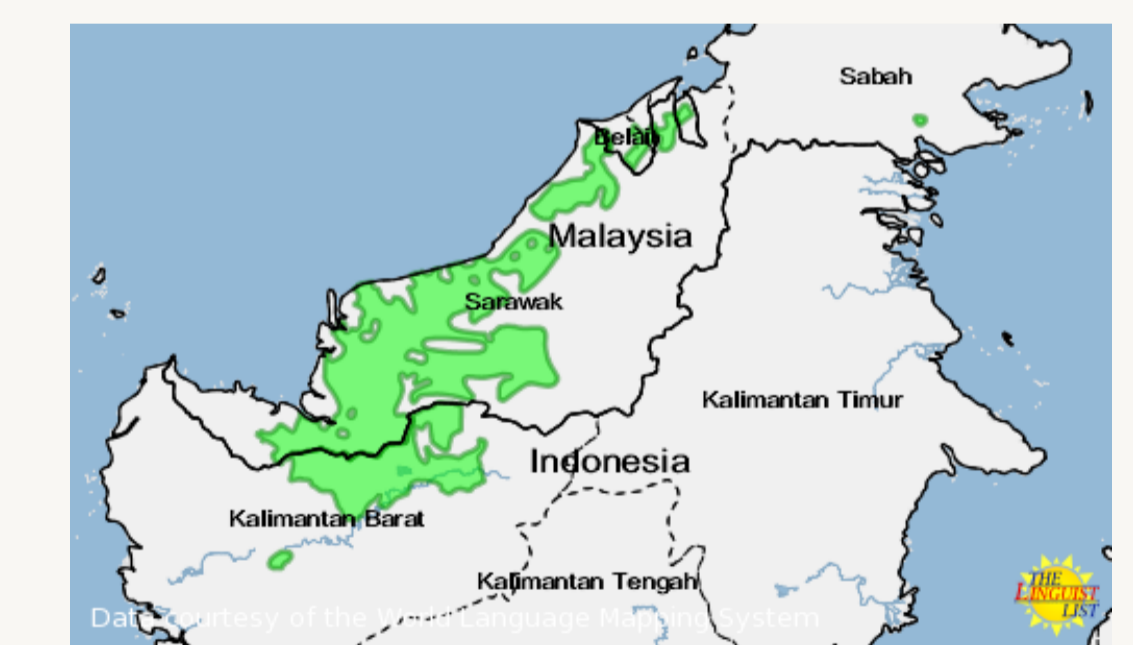 Sabah
Belait
Malaysia
Sarawak
Kalimantan Timur
Indonesia
Kalimantan Barat
Kalimantan Tengah
THE
LINGUIST
LIST
Data courtesy of the World Language Mapping System